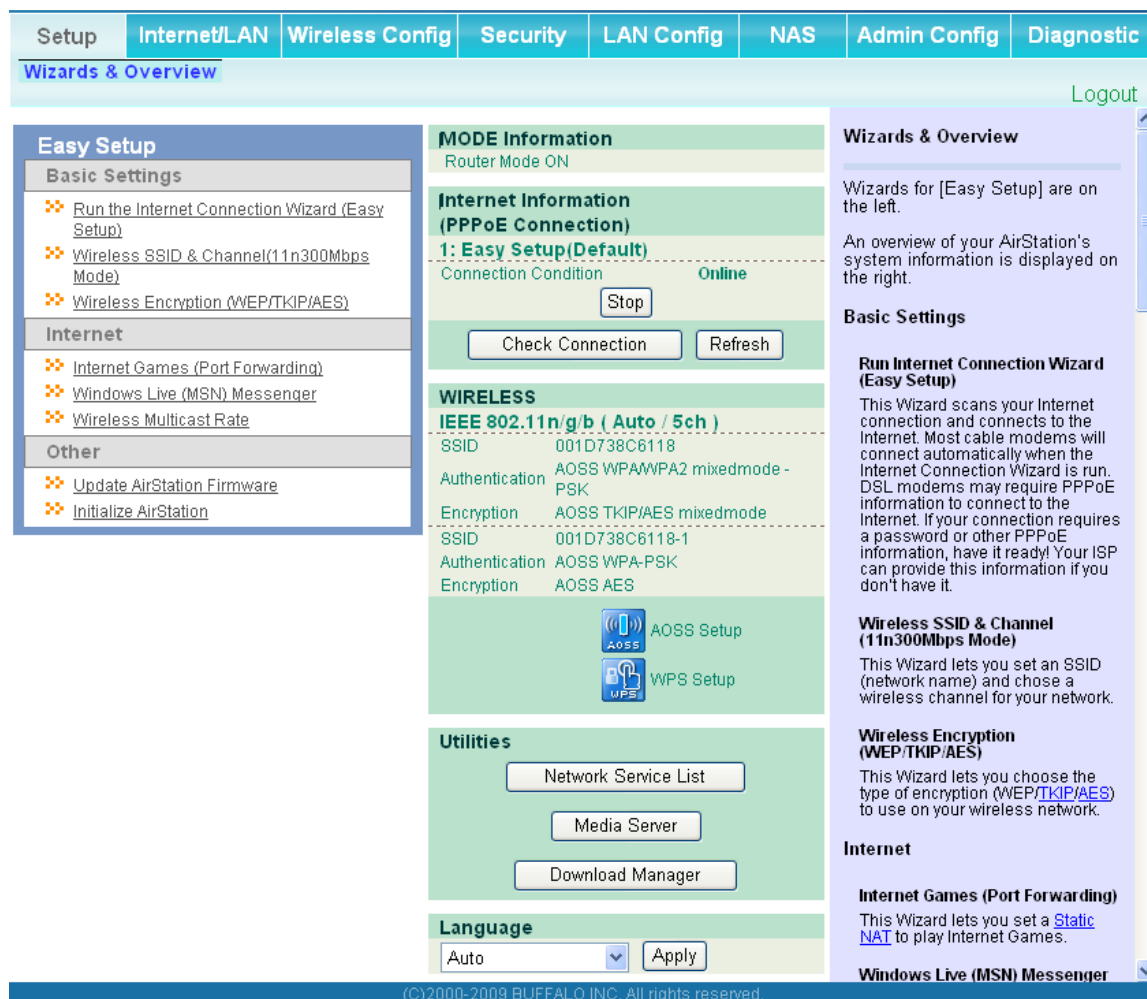 Setup
Internet/LAN
Wireless Config
Security
LAN Config
NAS
Admin Config
Diagnostic
Wizards & Overview
Logout
Easy Setup
Basic Settings
Run the Internet Connection Wizard (Easy
Setup)
Wireless SSID & Channel(11n300Mbps
Mode)
Wireless Encryption (WEP/TKIP/AES)
Internet
Internet Games (Port Forwarding)
Windows Live (MSN) Messenger
Wireless Multicast Rate
Other
Update AirStation Firmware
Initialize AirStation
MODE Information
Router Mode ON
Internet Information
(PPPoE Connection)
1: Easy Setup(Default)
Connection Condition Online
Stop
Check Connection Refresh
WIRELESS
IEEE 802.11n/g/b ( Auto / 5ch )
SSID 001D738C6118
Authentication AOSS WPA/WPA2 mixedmode -
PSK
Encryption AOSS TKIP/AES mixedmode
SSID 001D738C6118-1
Authentication AOSS WPA-PSK
Encryption AOSS AES
AOSS AOSS Setup
WPS WPS Setup
Utilities
Network Service List
Media Server
Download Manager
Language
Auto Apply
Wizards & Overview
Wizards for [Easy Setup] are on
the left.
An overview of your AirStation's
system information is displayed on
the right.
Basic Settings
Run Internet Connection Wizard
(Easy Setup)
This Wizard scans your Internet
connection and connects to the
Internet. Most cable modems will
connect automatically when the
Internet Connection Wizard is run.
DSL modems may require PPPoE
information to connect to the
Internet. If your connection requires
a password or other PPPoE
information, have it ready! Your ISP
can provide this information if you
don't have it.
Wireless SSID & Channel
(11n300Mbps Mode)
This Wizard lets you set an SSID
(network name) and chose a
wireless channel for your network.
Wireless Encryption
(WEP/TKIP/AES)
This Wizard lets you choose the
type of encryption (WEP/TKIP/AES)
to use on your wireless network.
Internet
Internet Games (Port Forwarding)
This Wizard lets you set a Static
NAT to play Internet Games.
Windows Live (MSN) Messenger
(C)2000-2009 BUFFALO INC. All rights reserved.